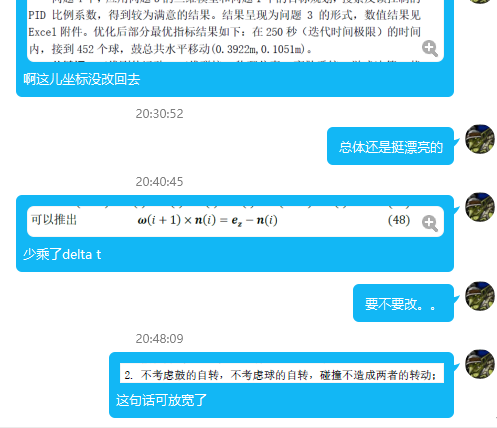 PID 比例系数，得到较为满意的结果。结果呈现为问题 3 的形式，数值结果见
Excel 附件。优化后部分最优指标结果如下：在 250 秒（迭代时间极限）的时间
内，接到 452 个球，鼓总共水平移动(0.3922m,0.1051m)。
啊这儿坐标没改回去
20:30:52
总体还是挺漂亮的
20:40:45
可以推出 ω(i + 1) × n(i) = e_z − n(i) (48)
少乘了delta t
要不要改。。
20:48:09
2. 不考虑鼓的自转，不考虑球的自转，碰撞不造成两者的转动；
这句话可放宽了